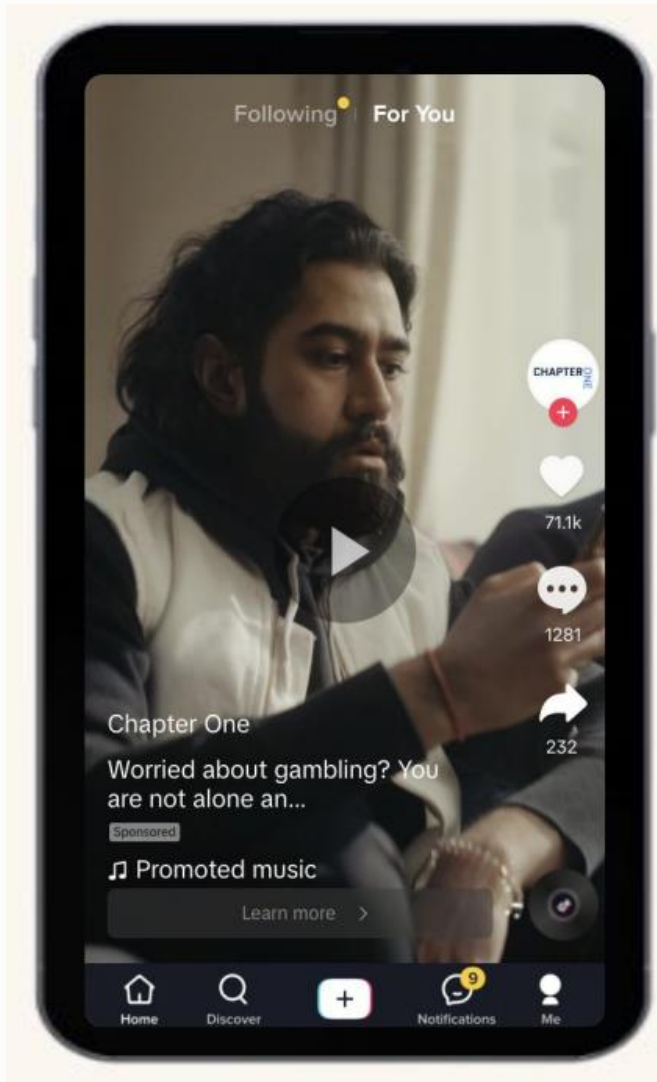 Following
For You
CHAPTER
ONE
71.1k
1281
232
Chapter One
Worried about gambling? You
are not alone an...
Sponsored
Promoted music
Learn more >
9
Home
Discover
Notifications
Me